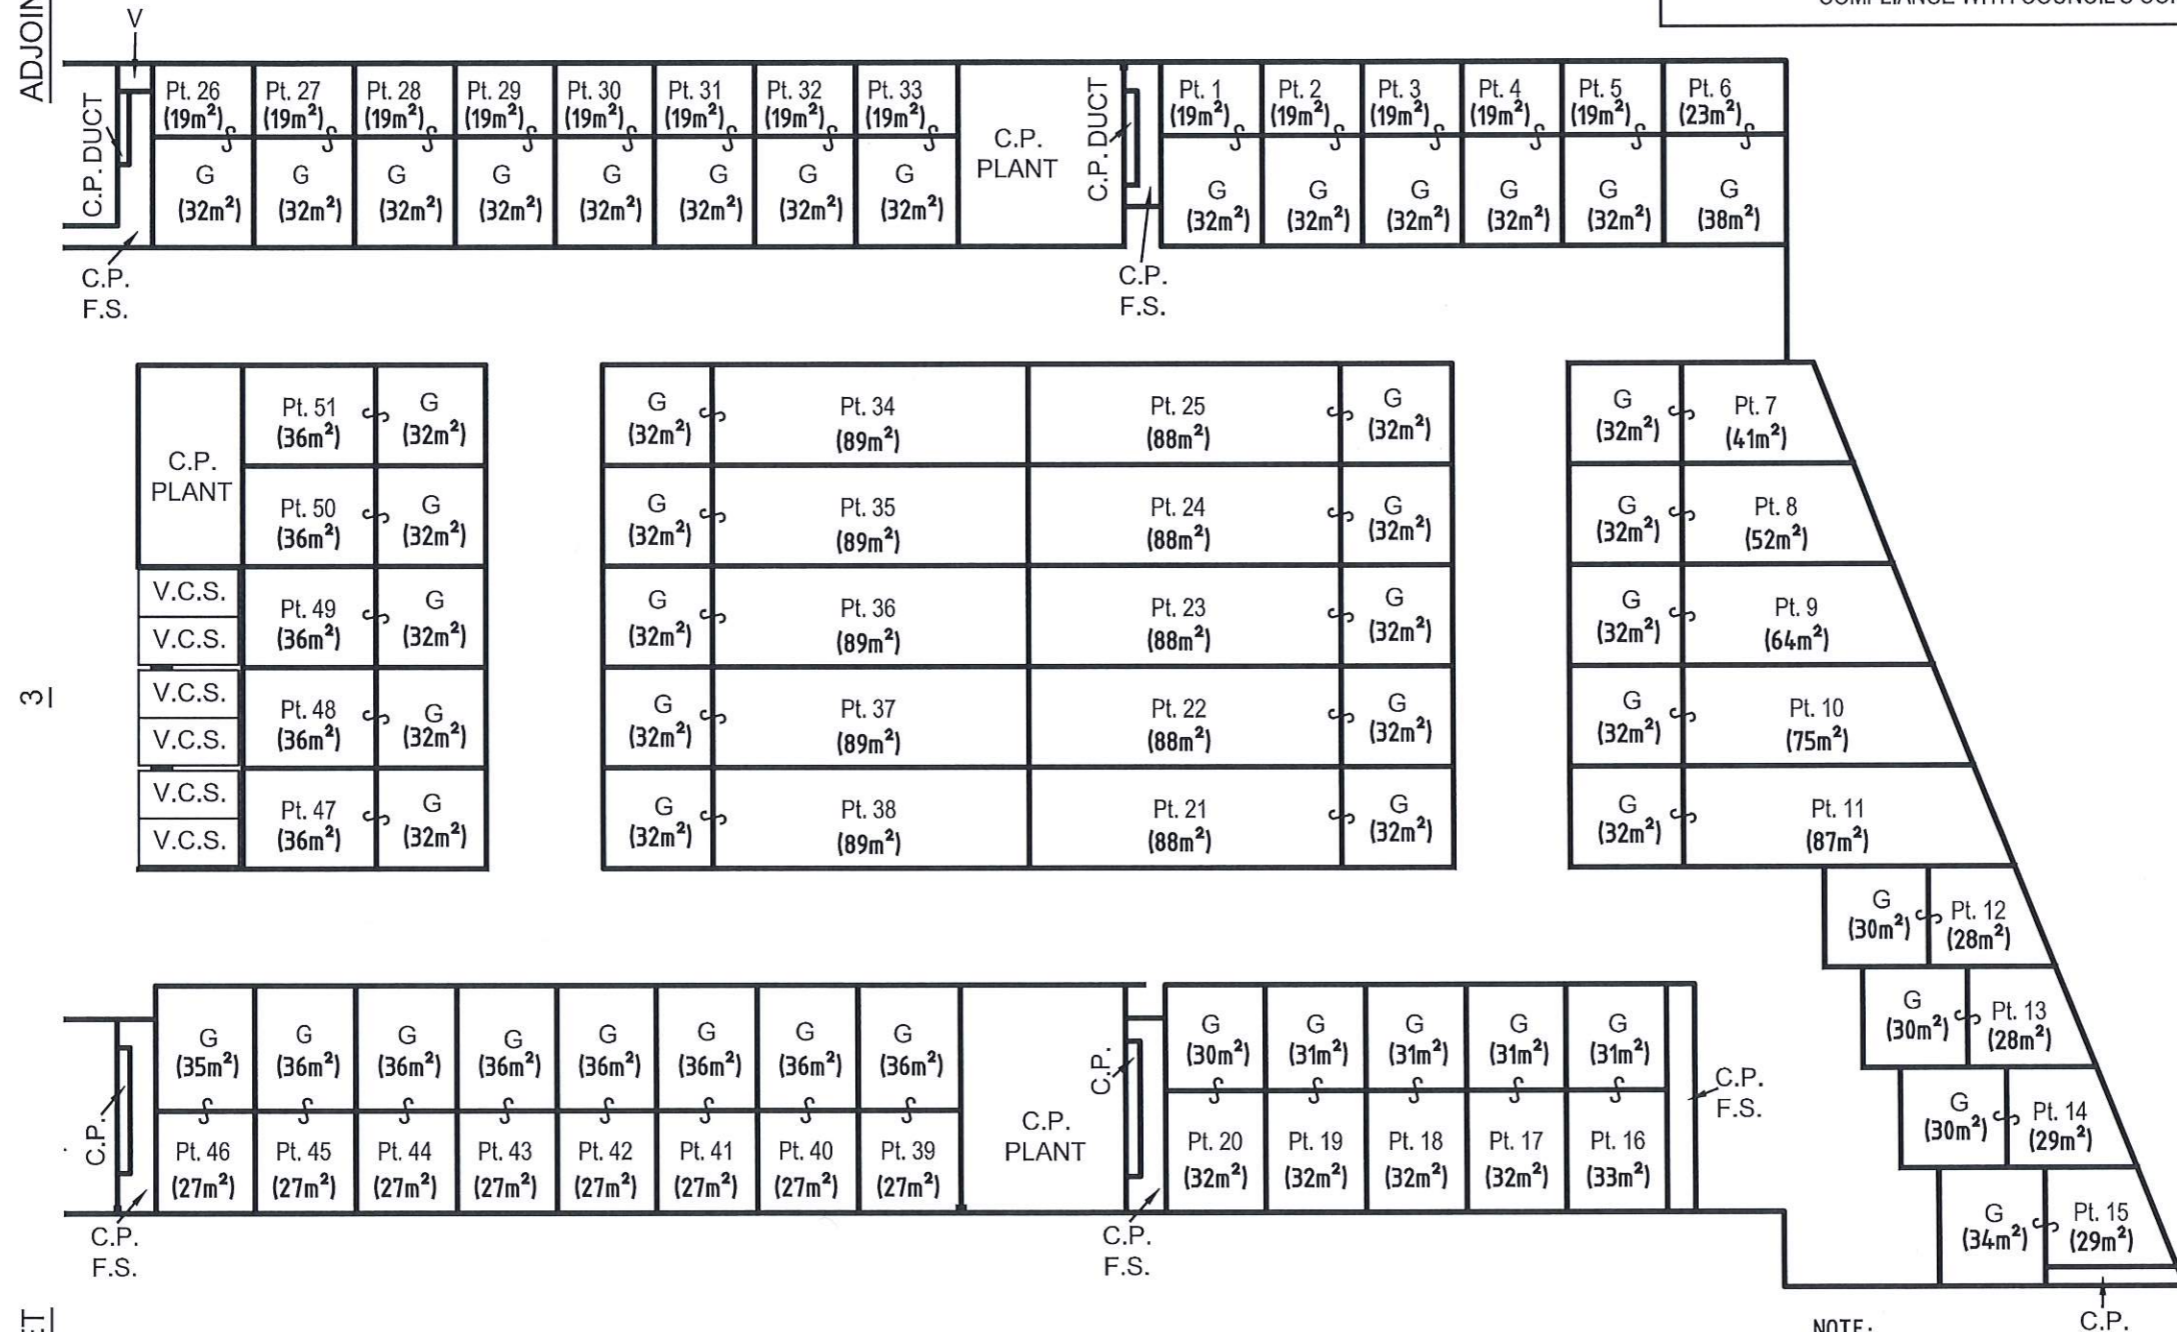 ADJOIN
V
C.P. DUCT
Pt. 26
(19m²)
G
(32m²)
Pt. 27
(19m²)
G
(32m²)
Pt. 28
(19m²)
G
(32m²)
Pt. 29
(19m²)
G
(32m²)
Pt. 30
(19m²)
G
(32m²)
Pt. 31
(19m²)
G
(32m²)
Pt. 32
(19m²)
G
(32m²)
Pt. 33
(19m²)
G
(32m²)
C.P.
PLANT
C.P. DUCT
Pt. 1
(19m²)
G
(32m²)
Pt. 2
(19m²)
G
(32m²)
Pt. 3
(19m²)
G
(32m²)
Pt. 4
(19m²)
G
(32m²)
Pt. 5
(19m²)
G
(32m²)
Pt. 6
(23m²)
G
(38m²)
C.P.
F.S.
C.P.
F.S.
C.P.
PLANT
V.C.S.
V.C.S.
V.C.S.
V.C.S.
V.C.S.
V.C.S.
Pt. 51
(36m²)
G
(32m²)
Pt. 50
(36m²)
G
(32m²)
Pt. 49
(36m²)
G
(32m²)
Pt. 48
(36m²)
G
(32m²)
Pt. 47
(36m²)
G
(32m²)
3
G
(32m²)
Pt. 34
(89m²)
Pt. 25
(88m²)
G
(32m²)
G
(32m²)
Pt. 35
(89m²)
Pt. 24
(88m²)
G
(32m²)
G
(32m²)
Pt. 36
(89m²)
Pt. 23
(88m²)
G
(32m²)
G
(32m²)
Pt. 37
(89m²)
Pt. 22
(88m²)
G
(32m²)
G
(32m²)
Pt. 38
(89m²)
Pt. 21
(88m²)
G
(32m²)
G
(32m²)
Pt. 7
(41m²)
G
(32m²)
Pt. 8
(52m²)
G
(32m²)
Pt. 9
(64m²)
G
(32m²)
Pt. 10
(75m²)
G
(32m²)
Pt. 11
(87m²)
G
(30m²)
Pt. 12
(28m²)
G
(30m²)
Pt. 13
(28m²)
G
(30m²)
Pt. 14
(29m²)
G
(34m²)
Pt. 15
(29m²)
C.P.
C.P.
G
(35m²)
Pt. 46
(27m²)
G
(36m²)
Pt. 45
(27m²)
G
(36m²)
Pt. 44
(27m²)
G
(36m²)
Pt. 43
(27m²)
G
(36m²)
Pt. 42
(27m²)
G
(36m²)
Pt. 41
(27m²)
G
(36m²)
Pt. 40
(27m²)
G
(36m²)
Pt. 39
(27m²)
C.P.
PLANT
C.P.
G
(30m²)
Pt. 20
(32m²)
G
(31m²)
Pt. 19
(32m²)
G
(31m²)
Pt. 18
(32m²)
G
(31m²)
Pt. 17
(32m²)
G
(31m²)
Pt. 16
(33m²)
C.P.
F.S.
C.P.
F.S.
C.P.
F.S.
NOTE: